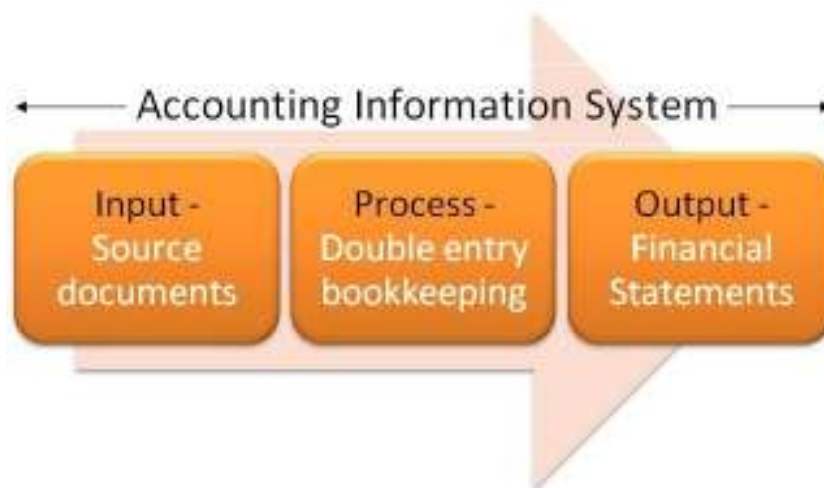 Accounting Information System
Input -
Source
documents
Process -
Double entry
bookkeeping
Output -
Financial
Statements